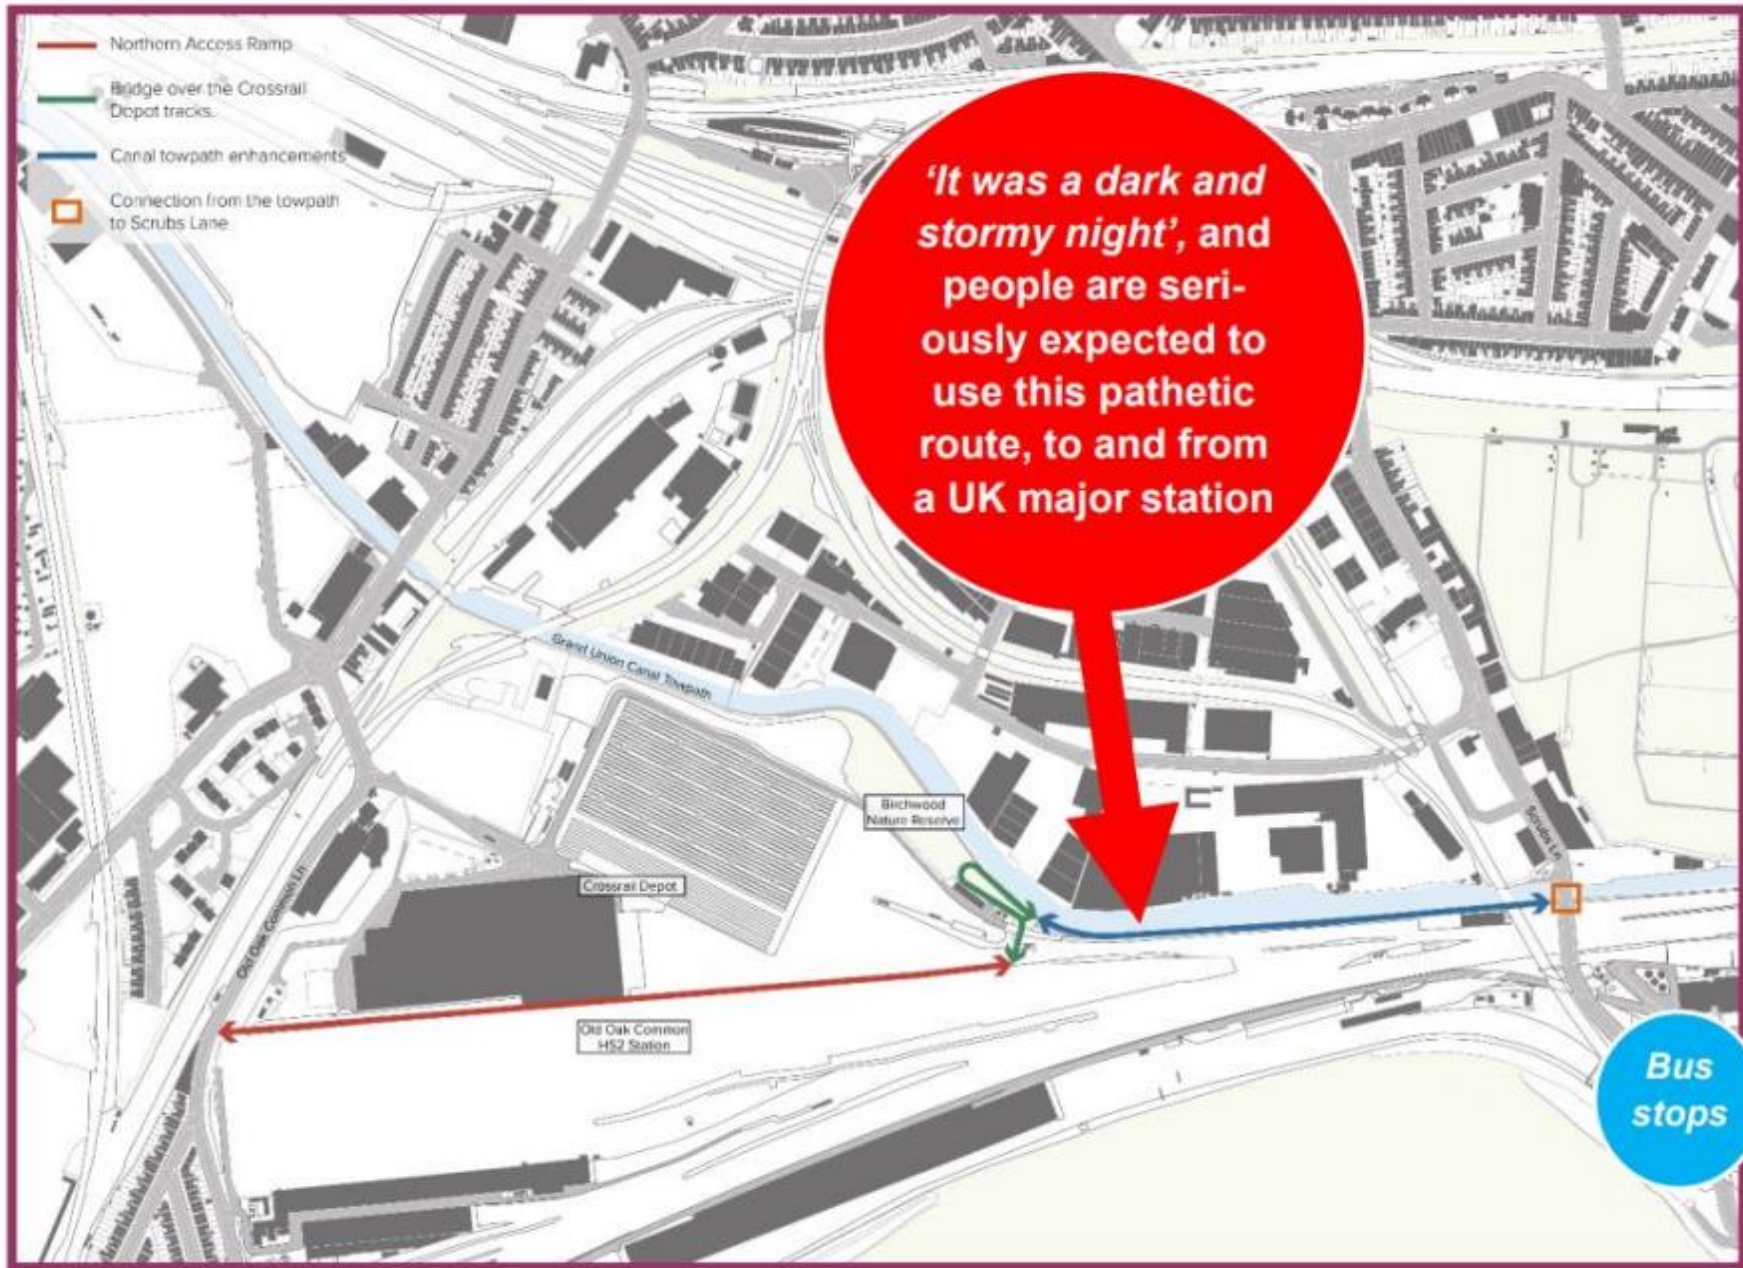 Northern Access Ramp
Bridge over the Crossrail
Depot tracks.
Canal towpath enhancements
Connection from the towpath
to Scrubs Lane
‘It was a dark and
stormy night’, and
people are seri-
ously expected to
use this pathetic
route, to and from
a UK major station
Grand Union Canal Towpath
Birchwood
Nature Reserve
Scrubs Ln
Crossrail Depot
Old Oak Common Ln
Old Oak Common
HS2 Station
Bus
stops